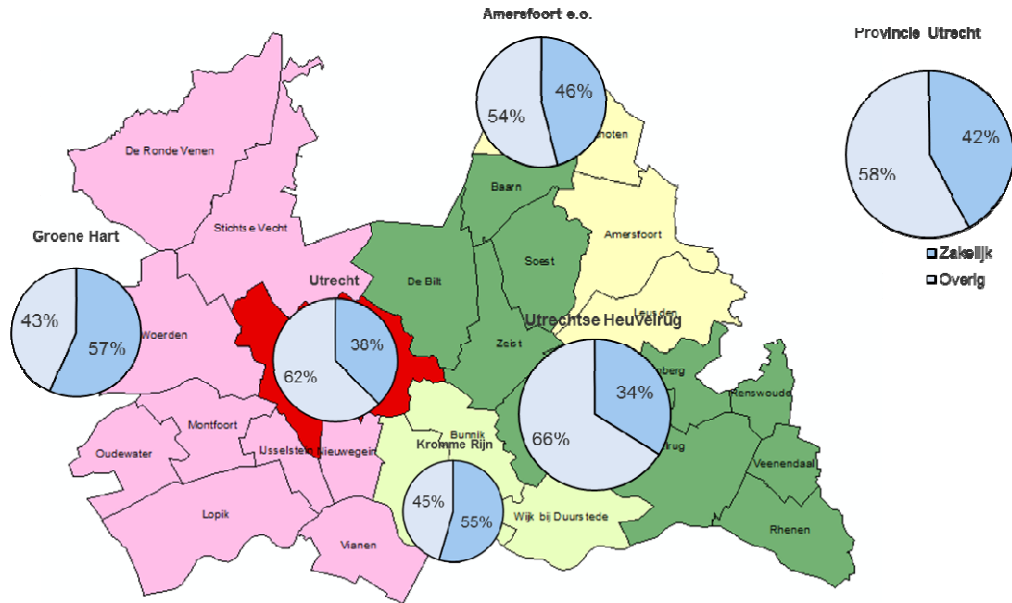 Amersfoort e.o.
Provincie Utrecht
46%
54%
42%
58%
Zakelijk
Overig
De Ronde Venen
Stichtse Vecht
Groene Hart
43%
57%
Woerden
Baarn
Soest
Amersfoort
De Bilt
Leusden
Utrecht
38%
62%
Zeist
Utrechtse Heuvelrug
34%
66%
Renswoude
Veenendaal
Rhenen
Montfoort
Oudewater
IJsselstein
Nieuwegein
Lopik
Vianen
Bunnik
Kromme Rijn
45%
55%
Wijk bij Duurstede